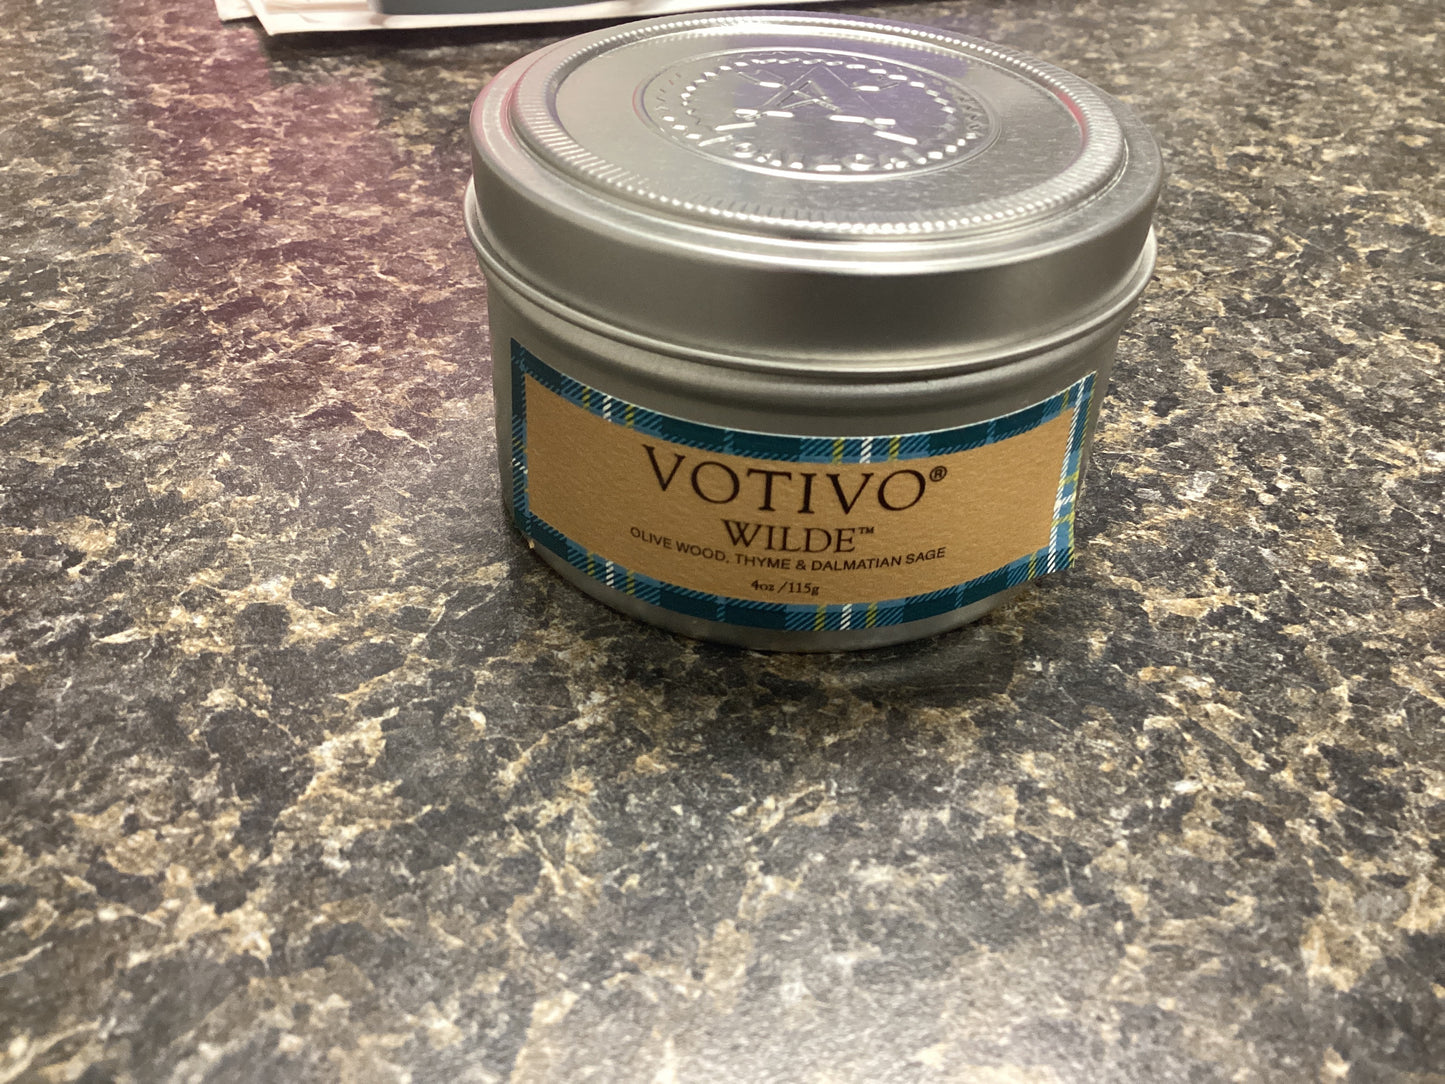 VOTIVO®
WILDE™
OLIVE WOOD, THYME & DALMATIAN SAGE
4oz /115g